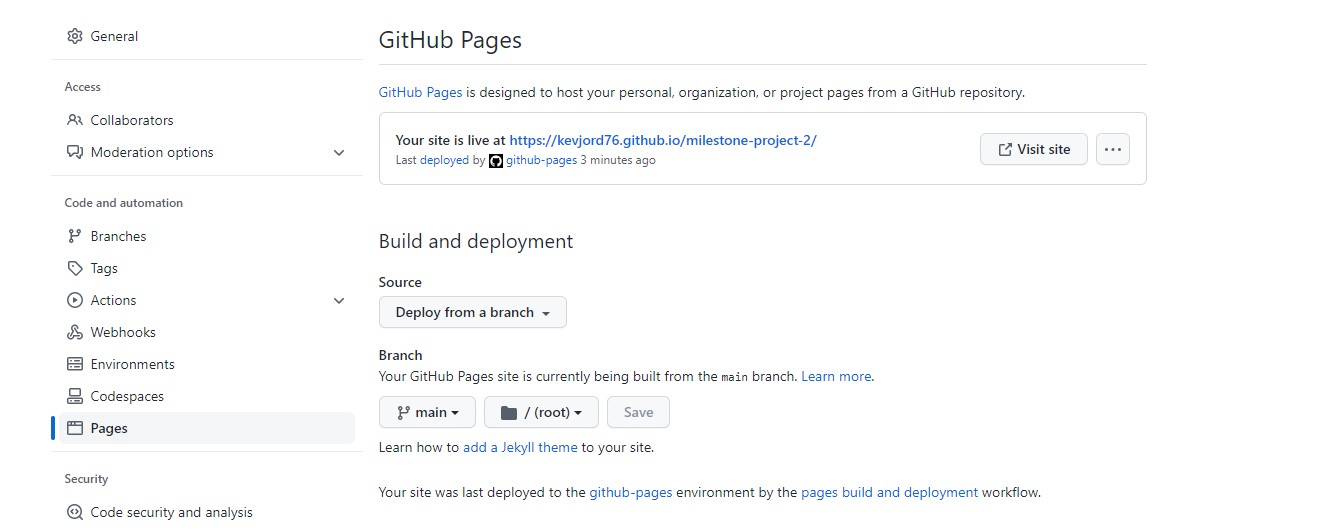 General
Access
Collaborators
Moderation options
Code and automation
Branches
Tags
Actions
Webhooks
Environments
Codespaces
Pages
Security
Code security and analysis
GitHub Pages
GitHub Pages is designed to host your personal, organization, or project pages from a GitHub repository.
Your site is live at https://kevjord76.github.io/milestone-project-2/
Last deployed by github-pages 3 minutes ago
Visit site
Build and deployment
Source
Deploy from a branch
Branch
Your GitHub Pages site is currently being built from the main branch. Learn more.
main
/ (root)
Save
Learn how to add a Jekyll theme to your site.
Your site was last deployed to the github-pages environment by the pages build and deployment workflow.